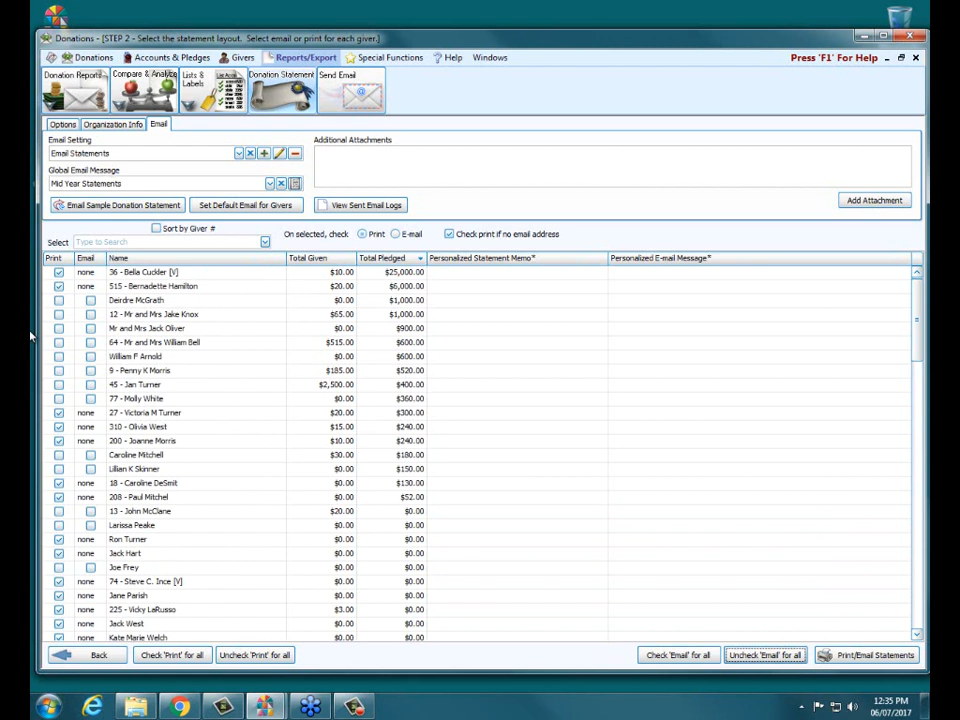 Donations - [STEP 2 - Select the statement layout. Select email or print for each giver.]
Donations Accounts & Pledges Givers Reports/Export Special Functions Help Windows Press 'F1' For Help
Donation Reports Compare & Analyze Lists & Labels Donation Statement Send Email
Options Organization Info Email
Email Setting Additional Attachments
Email Statements
Global Email Message
Mid Year Statements
Email Sample Donation Statement Set Default Email for Givers View Sent Email Logs Add Attachment
Sort by Giver # On selected, check Print E-mail Check print if no email address
Select Type to Search
Print Email Name Total Given Total Pledged Personalized Statement Memo* Personalized E-mail Message*
none 36 - Bella Cuckler [V] $10.00 $25,000.00
none 515 - Bernadette Hamilton $20.00 $6,000.00
Deirdre McGrath $0.00 $1,000.00
12 - Mr and Mrs Jake Knox $65.00 $1,000.00
Mr and Mrs Jack Oliver $0.00 $900.00
64 - Mr and Mrs William Bell $515.00 $600.00
William F Arnold $0.00 $600.00
9 - Penny K Morris $185.00 $520.00
45 - Jan Turner $2,500.00 $400.00
77 - Molly White $0.00 $360.00
none 27 - Victoria M Turner $20.00 $300.00
none 310 - Olivia West $15.00 $240.00
none 200 - Joanne Morris $10.00 $240.00
Caroline Mitchell $30.00 $180.00
Lillian K Skinner $0.00 $150.00
none 18 - Caroline DeSmit $0.00 $130.00
none 208 - Paul Mitchel $0.00 $52.00
13 - John McClane $20.00 $0.00
Larissa Peake $0.00 $0.00
none Ron Turner $0.00 $0.00
none Jack Hart $0.00 $0.00
Joe Frey $0.00 $0.00
none 74 - Steve C. Ince [V] $0.00 $0.00
none Jane Parish $0.00 $0.00
none 225 - Vicky LaRusso $3.00 $0.00
none Jack West $0.00 $0.00
none Kate Marie Welch $0.00 $0.00
Back Check 'Print' for all Uncheck 'Print' for all Check 'Email' for all Uncheck 'Email' for all Print/Email Statements
12:35 PM
06/07/2017